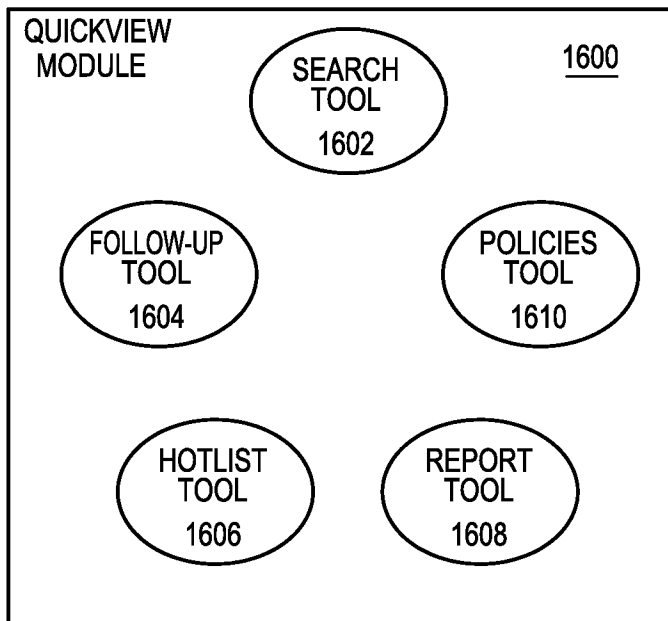 QUICKVIEW
MODULE
1600
SEARCH
TOOL
1602
FOLLOW-UP
TOOL
1604
POLICIES
TOOL
1610
HOTLIST
TOOL
1606
REPORT
TOOL
1608